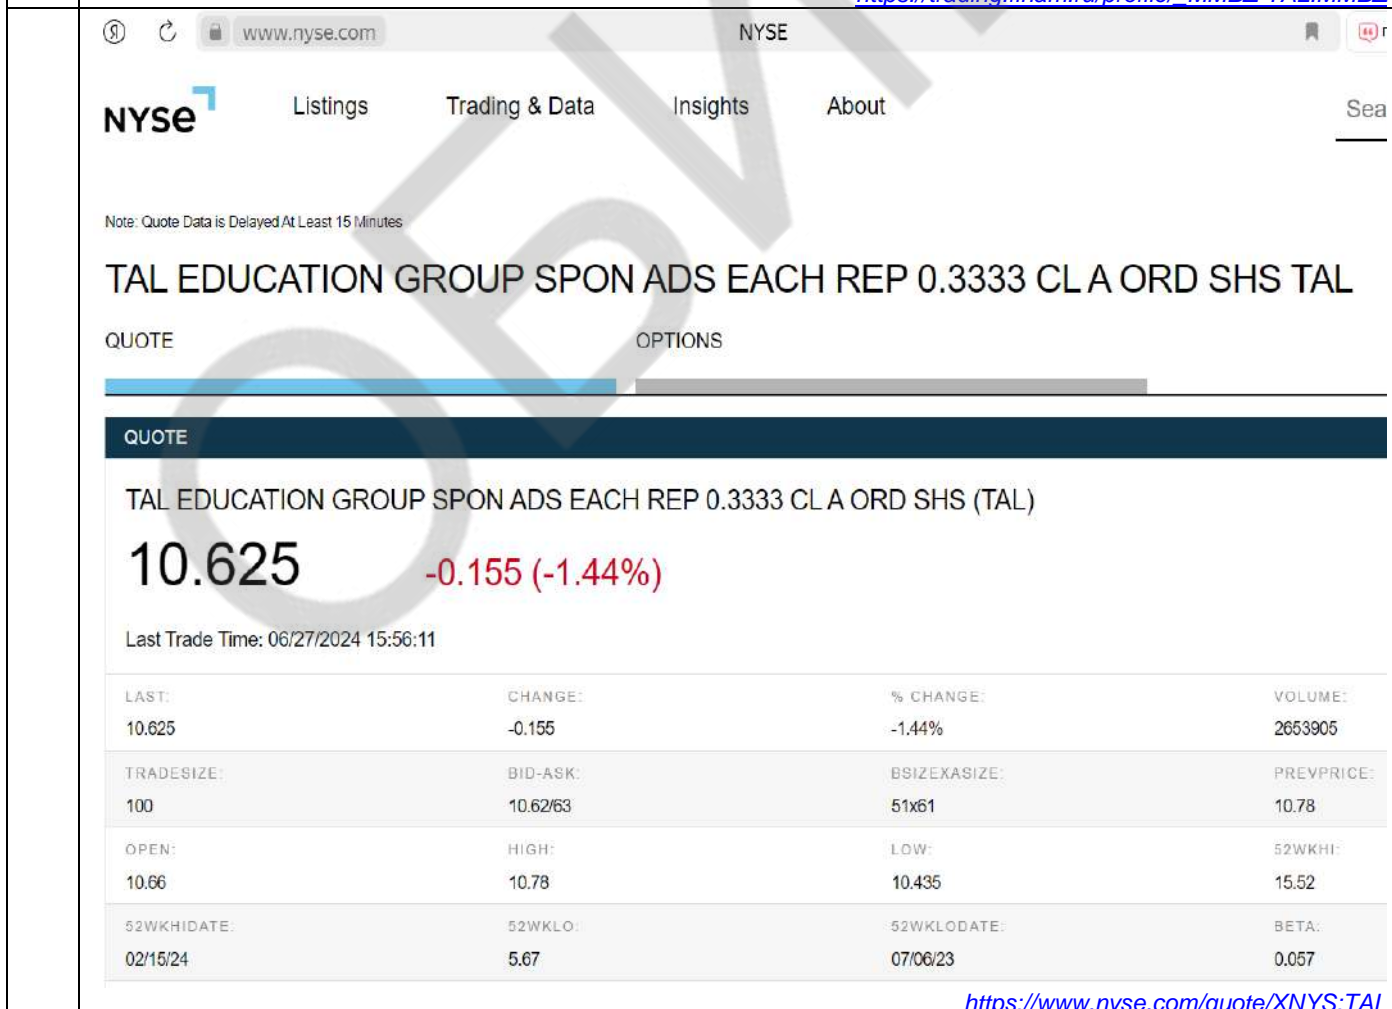 www.nyse.com NYSE
NYSE Listings Trading & Data Insights About Sea
Note: Quote Data is Delayed At Least 15 Minutes
TAL EDUCATION GROUP SPON ADS EACH REP 0.3333 CL A ORD SHS TAL
QUOTE OPTIONS
QUOTE
TAL EDUCATION GROUP SPON ADS EACH REP 0.3333 CL A ORD SHS (TAL)
10.625 -0.155 (-1.44%)
Last Trade Time: 06/27/2024 15:56:11
LAST: CHANGE: % CHANGE: VOLUME:
10.625 -0.155 -1.44% 2653905
TRADESIZE: BID-ASK: BSIZEXASIZE: PREVPRICE:
100 10.62/63 51x61 10.78
OPEN: HIGH: LOW: 52WKHI:
10.66 10.78 10.435 15.52
52WKHIDATE: 52WKLO: 52WKLODATE: BETA:
02/15/24 5.67 07/06/23 0.057
https://www.nyse.com/quote/XNYS:TAL